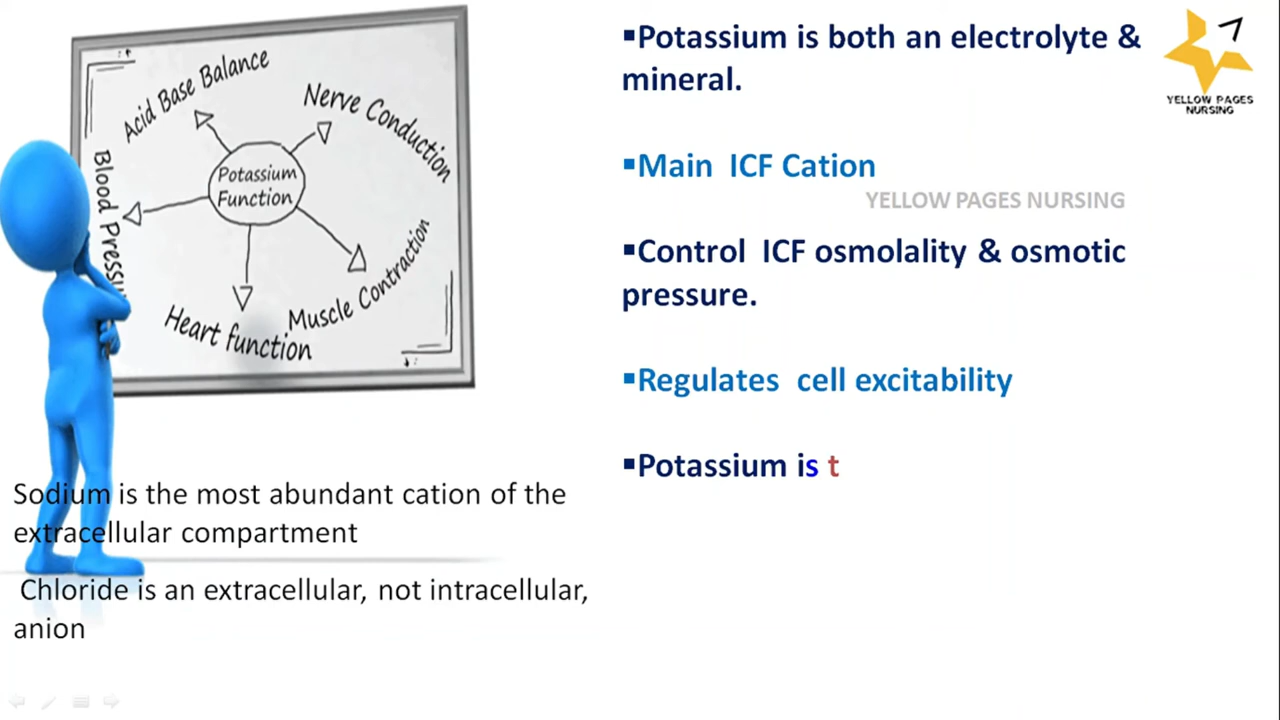 Acid Base Balance
Nerve Conduction
Potassium
Function
Blood Pressu
Muscle Contraction
Heart function
Sodium is the most abundant cation of the
extracellular compartment
Chloride is an extracellular, not intracellular,
anion
▪Potassium is both an electrolyte &
mineral.
▪Main ICF Cation
YELLOW PAGES NURSING
▪Control ICF osmolality & osmotic
pressure.
▪Regulates cell excitability
▪Potassium is t
YELLOW PAGES
NURSING